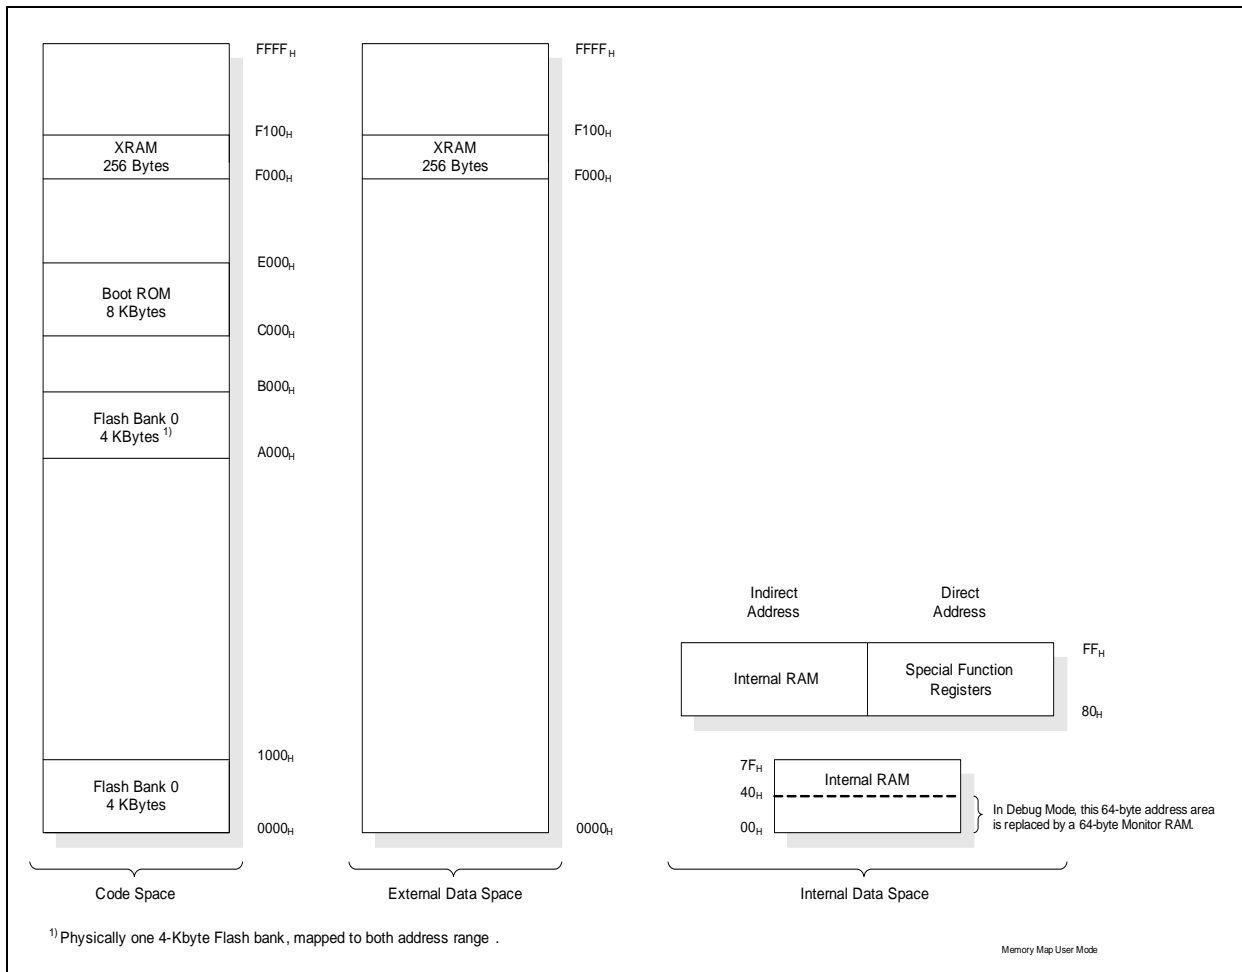 FFFFH
F100H
XRAM
256 Bytes
F000H
E000H
Boot ROM
8 KBytes
C000H
B000H
Flash Bank 0
4 KBytes 1)
A000H
1000H
Flash Bank 0
4 KBytes
0000H
Code Space
FFFFH
F100H
XRAM
256 Bytes
F000H
0000H
External Data Space
Indirect
Address
Direct
Address
Internal RAM
Special Function
Registers
FFH
80H
7FH
Internal RAM
40H
00H
In Debug Mode, this 64-byte address area
is replaced by a 64-byte Monitor RAM.
Internal Data Space
1) Physically one 4-Kbyte Flash bank, mapped to both address range .
Memory Map User Mode